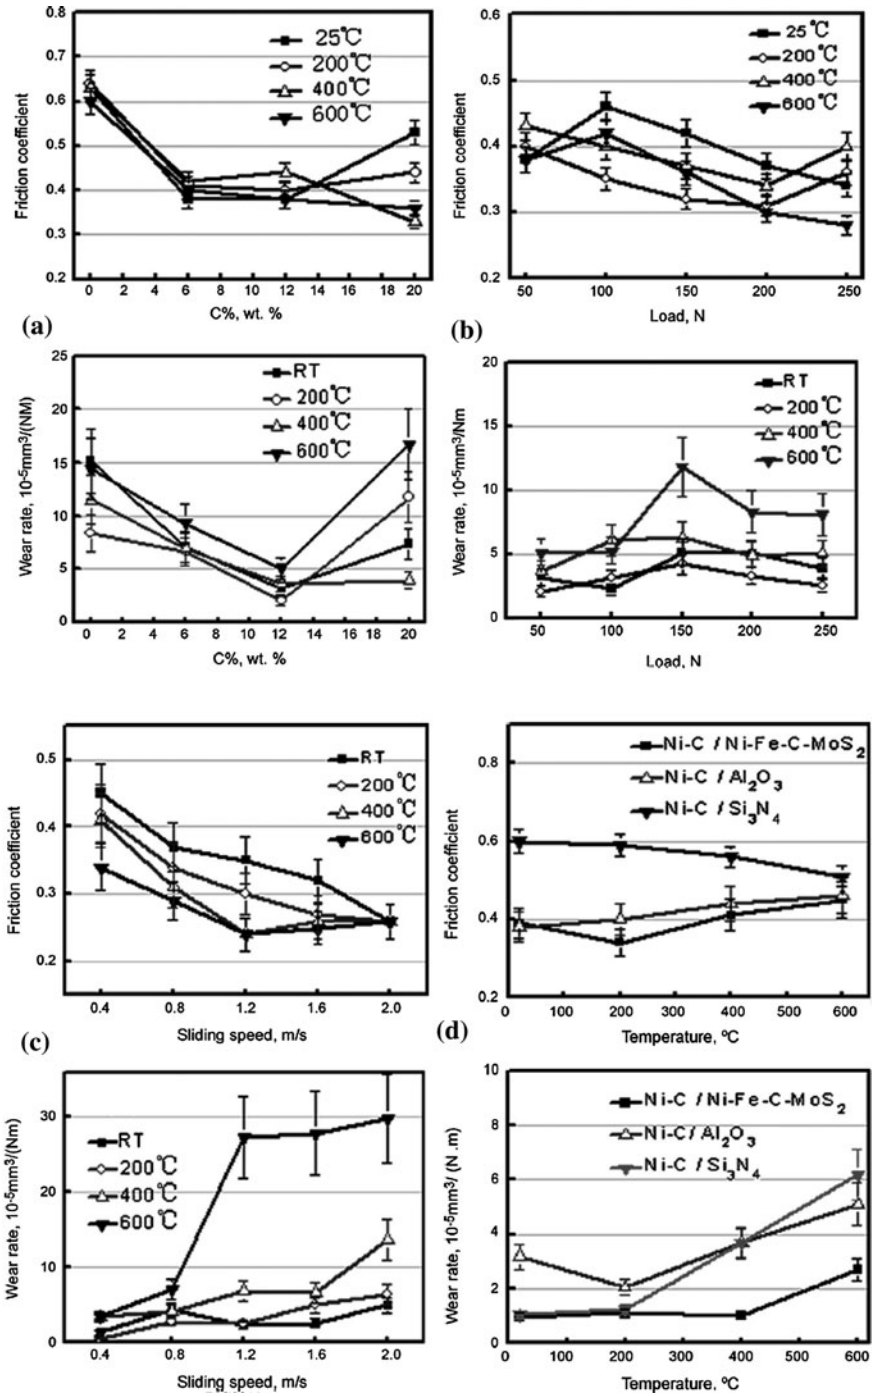 0.8
0.7
0.6
0.5
0.4
0.3
0.2
Friction coefficient
25℃
200℃
400℃
600℃
0 2 4 6 8 10 12 14 16 18 20
C%, wt. %
(a)
0.6
0.5
0.4
0.3
0.2
Friction coefficient
25℃
200℃
400℃
600℃
50 100 150 200 250
Load, N
(b)
25
20
15
10
5
0
Wear rate, 10⁻⁵mm³/(NM)
RT
200℃
400℃
600℃
0 2 4 6 8 10 12 14 16 18 20
C%, wt. %
20
15
10
5
0
Wear rate, 10⁻⁵mm³/Nm
RT
200℃
400℃
600℃
50 100 150 200 250
Load, N
0.5
0.4
0.3
0.2
Friction coefficient
RT
200℃
400℃
600℃
0.4 0.8 1.2 1.6 2.0
Sliding speed, m/s
(c)
0.8
0.6
0.4
0.2
Friction coefficient
Ni-C / Ni-Fe-C-MoS₂
Ni-C / Al₂O₃
Ni-C / Si₃N₄
0 100 200 300 400 500 600
Temperature, ºC
(d)
30
20
10
0
Wear rate, 10⁻⁵mm³/(Nm)
RT
200℃
400℃
600℃
0.4 0.8 1.2 1.6 2.0
Sliding speed, m/s
10
8
6
4
2
0
Wear rate, 10⁻⁵mm³/ (N .m)
Ni-C / Ni-Fe-C-MoS₂
Ni-C/ Al₂O₃
Ni-C / Si₃N₄
0 100 200 300 400 500 600
Temperature, ºC